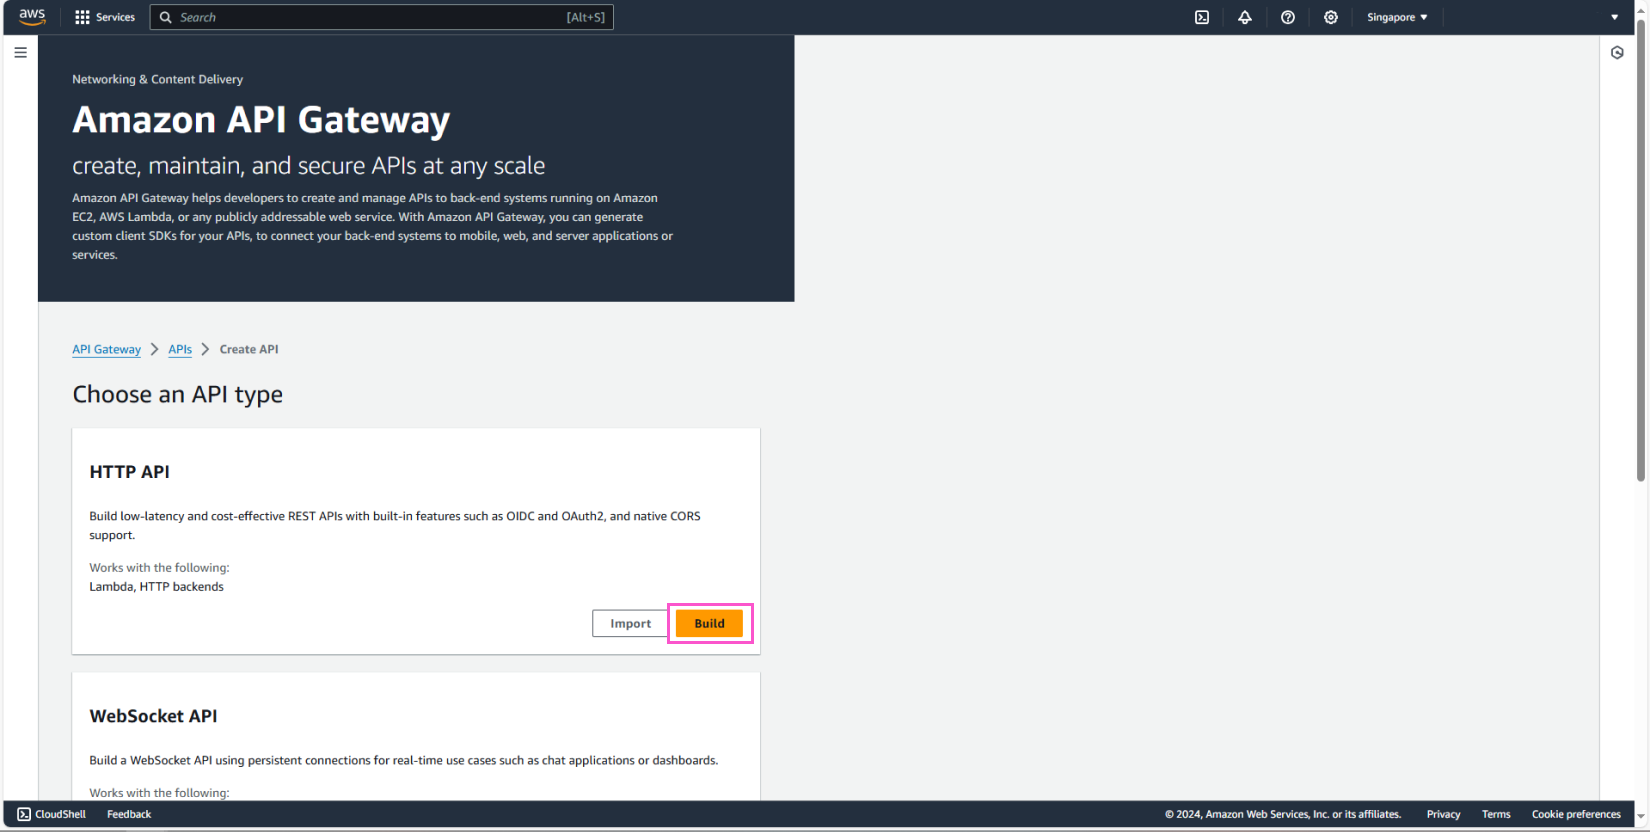 aws
Services
Search
[Alt+S]
Singapore
Networking & Content Delivery
Amazon API Gateway
create, maintain, and secure APIs at any scale
Amazon API Gateway helps developers to create and manage APIs to back-end systems running on Amazon
EC2, AWS Lambda, or any publicly addressable web service. With Amazon API Gateway, you can generate
custom client SDKs for your APIs, to connect your back-end systems to mobile, web, and server applications or
services.
API Gateway > APIs > Create API
Choose an API type
HTTP API
Build low-latency and cost-effective REST APIs with built-in features such as OIDC and OAuth2, and native CORS
support.
Works with the following:
Lambda, HTTP backends
Import
Build
WebSocket API
Build a WebSocket API using persistent connections for real-time use cases such as chat applications or dashboards.
Works with the following:
CloudShell
Feedback
© 2024, Amazon Web Services, Inc. or its affiliates.
Privacy
Terms
Cookie preferences